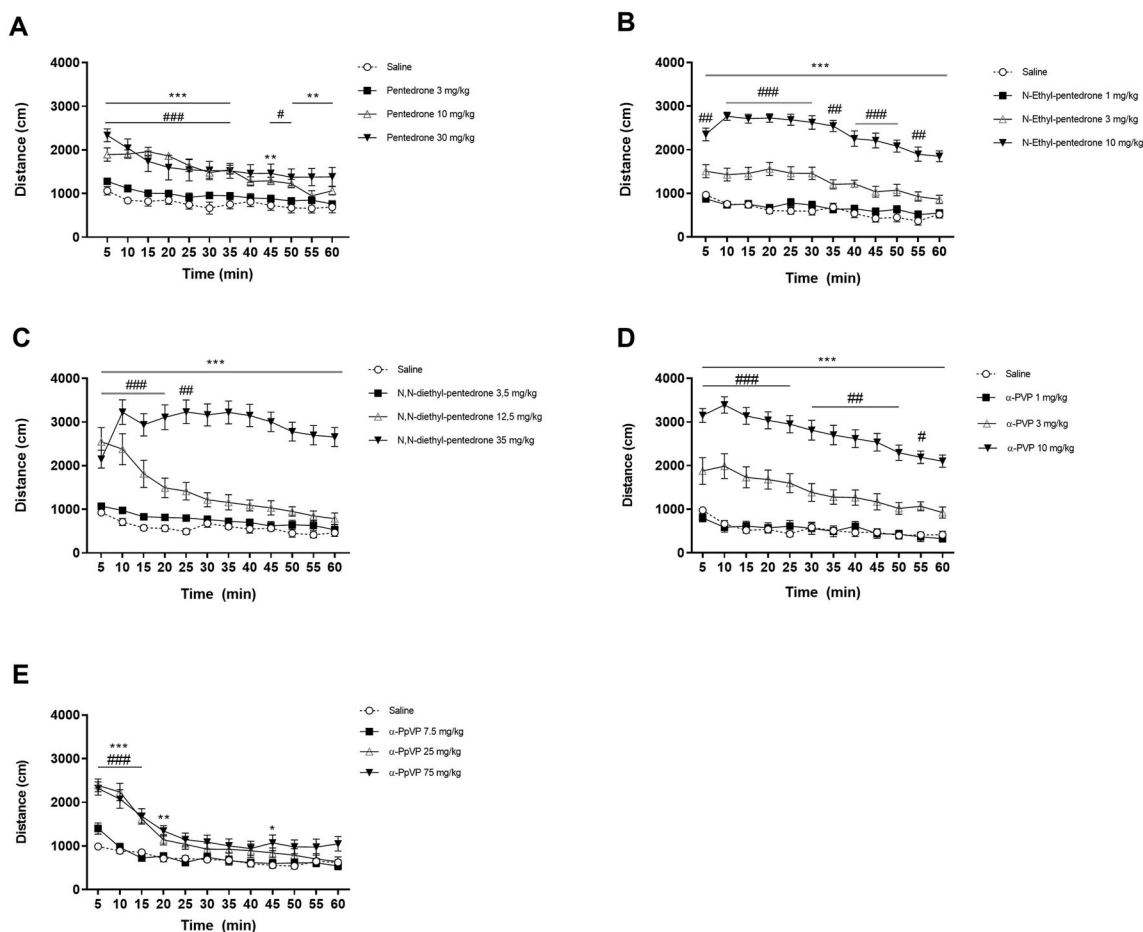 A
Saline
Pentedrone 3 mg/kg
Pentedrone 10 mg/kg
Pentedrone 30 mg/kg
***
###
#
**
**
4000
3000
2000
1000
0
Distance (cm)
5 10 15 20 25 30 35 40 45 50 55 60
Time (min)
B
Saline
N-Ethyl-pentedrone 1 mg/kg
N-Ethyl-pentedrone 3 mg/kg
N-Ethyl-pentedrone 10 mg/kg
***
##
###
##
###
##
4000
3000
2000
1000
0
Distance (cm)
5 10 15 20 25 30 35 40 45 50 55 60
Time (min)
C
Saline
N,N-diethyl-pentedrone 3,5 mg/kg
N,N-diethyl-pentedrone 12,5 mg/kg
N,N-diethyl-pentedrone 35 mg/kg
***
###
##
4000
3000
2000
1000
0
Distance (cm)
5 10 15 20 25 30 35 40 45 50 55 60
Time (min)
D
Saline
α-PVP 1 mg/kg
α-PVP 3 mg/kg
α-PVP 10 mg/kg
***
###
##
#
4000
3000
2000
1000
0
Distance (cm)
5 10 15 20 25 30 35 40 45 50 55 60
Time (min)
E
Saline
α-PpVP 7.5 mg/kg
α-PpVP 25 mg/kg
α-PpVP 75 mg/kg
***
###
**
*
4000
3000
2000
1000
0
Distance (cm)
5 10 15 20 25 30 35 40 45 50 55 60
Time (min)